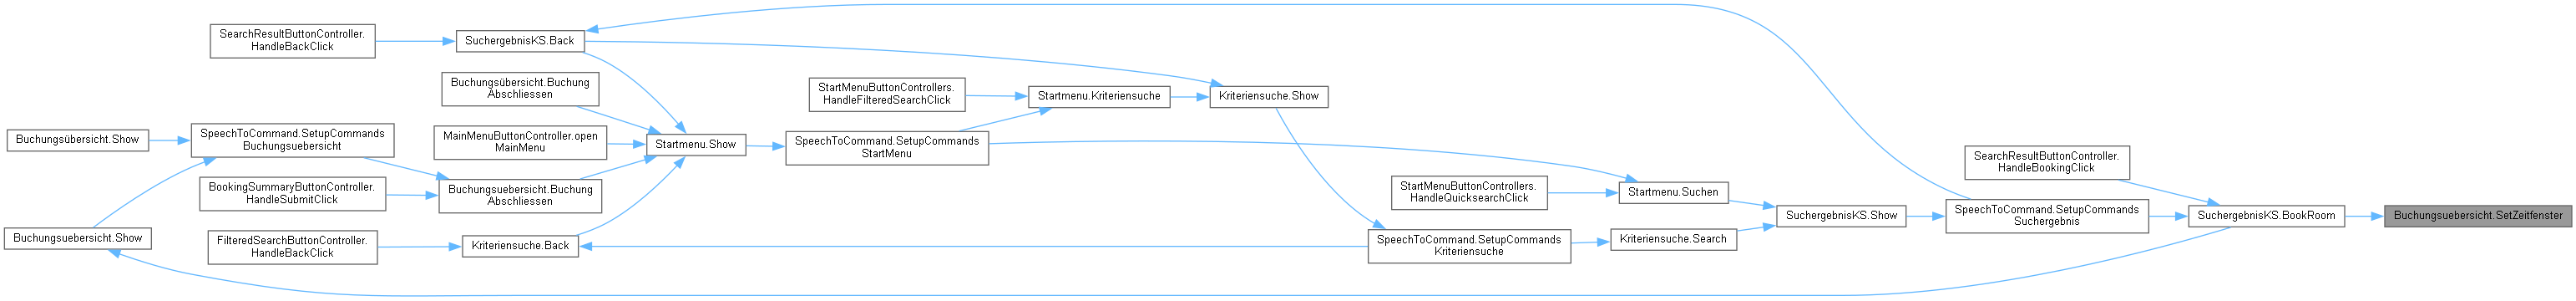 SearchResultButtonController.
HandleBackClick
SuchergebnisKS.Back
Buchungsübersicht.Buchung
Abschliessen
StartMenuButtonControllers.
HandleFilteredSearchClick
Startmenu.Kriteriensuche
Kriteriensuche.Show
Buchungsübersicht.Show
SpeechToCommand.SetupCommands
Buchungsuebersicht
MainMenuButtonController.open
MainMenu
Startmenu.Show
SpeechToCommand.SetupCommands
StartMenu
SearchResultButtonController.
HandleBookingClick
BookingSummaryButtonController.
HandleSubmitClick
Buchungsuebersicht.Buchung
Abschliessen
StartMenuButtonControllers.
HandleQuicksearchClick
Startmenu.Suchen
SuchergebnisKS.Show
SpeechToCommand.SetupCommands
Suchergebnis
SuchergebnisKS.BookRoom
Buchungsuebersicht.SetZeitfenster
Buchungsuebersicht.Show
FilteredSearchButtonController.
HandleBackClick
Kriteriensuche.Back
SpeechToCommand.SetupCommands
Kriteriensuche
Kriteriensuche.Search